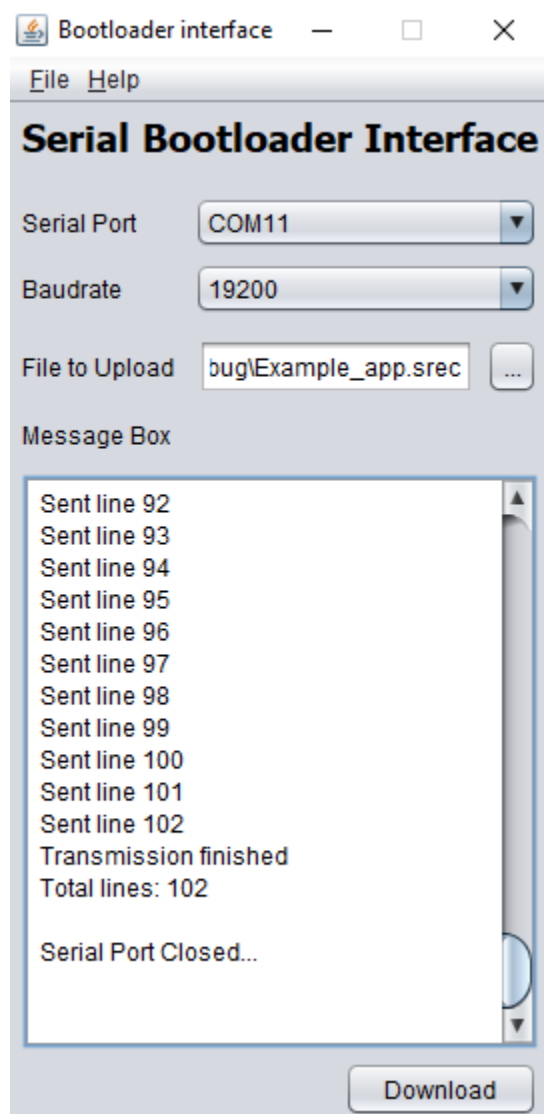 Bootloader interface
File Help
Serial Bootloader Interface
Serial Port COM11
Baudrate 19200
File to Upload bug\Example_app.srec ...
Message Box
Sent line 92
Sent line 93
Sent line 94
Sent line 95
Sent line 96
Sent line 97
Sent line 98
Sent line 99
Sent line 100
Sent line 101
Sent line 102
Transmission finished
Total lines: 102
Serial Port Closed...
Download